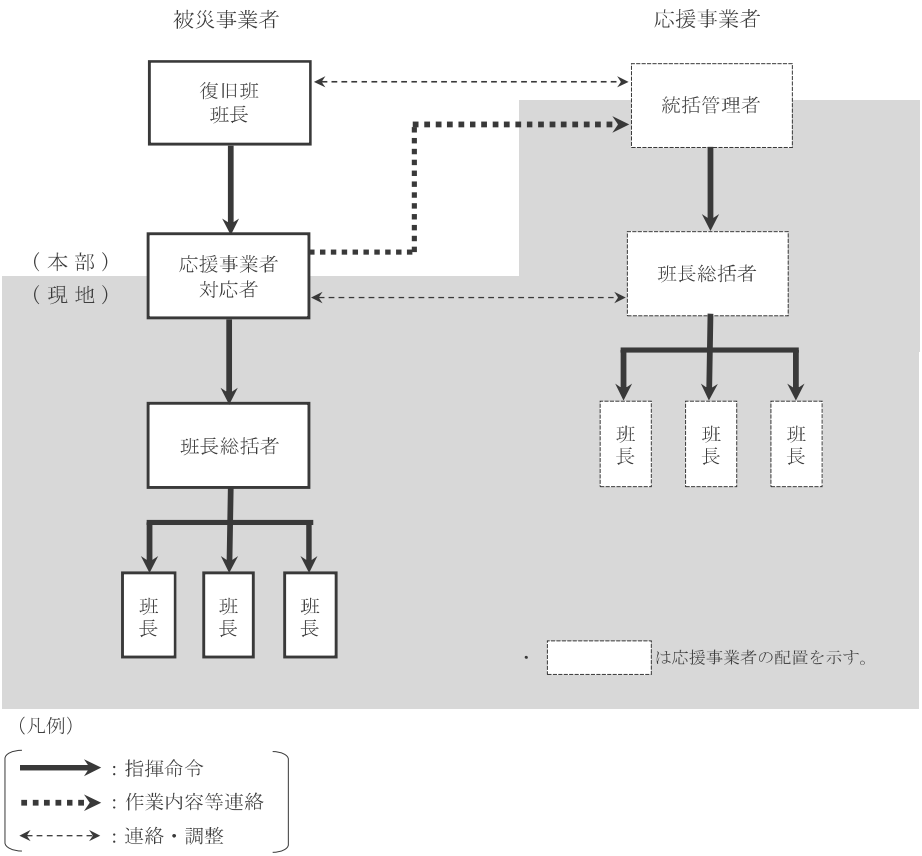 被災事業者
応援事業者
復旧班
班長
統括管理者
（本部）
（現地）
応援事業者
対応者
班長総括者
班長総括者
班長
班長
班長
班長
班長
班長
・ は応援事業者の配置を示す。
（凡例）
：指揮命令
：作業内容等連絡
：連絡・調整